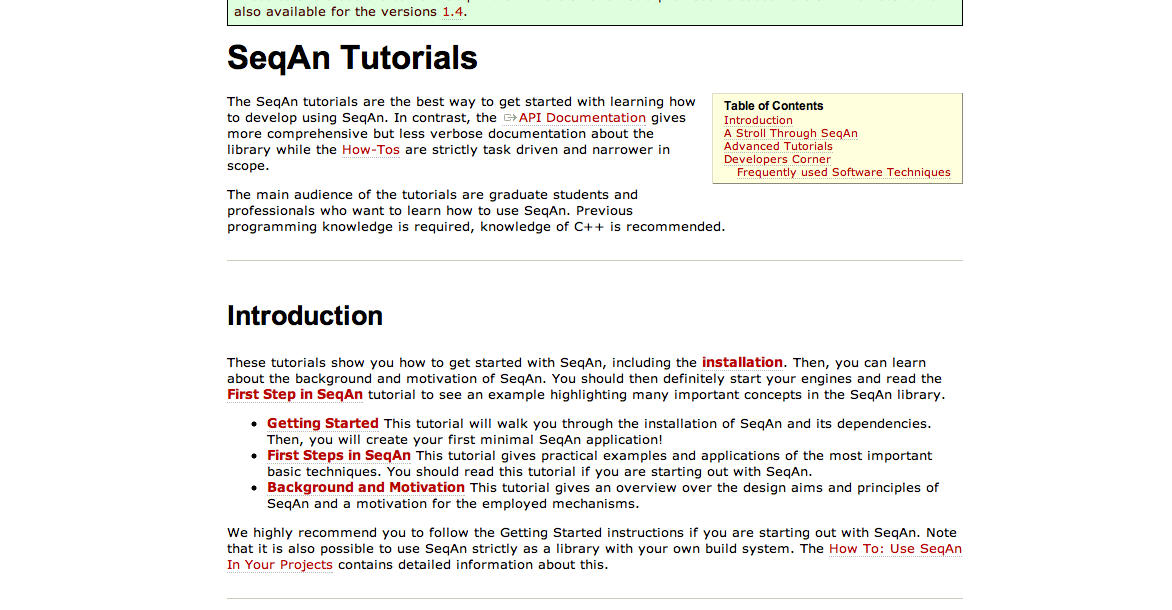 also available for the versions 1.4.
SeqAn Tutorials
The SeqAn tutorials are the best way to get started with learning how
to develop using SeqAn. In contrast, the API Documentation gives
more comprehensive but less verbose documentation about the
library while the How-Tos are strictly task driven and narrower in
scope.
The main audience of the tutorials are graduate students and
professionals who want to learn how to use SeqAn. Previous
programming knowledge is required, knowledge of C++ is recommended.
Table of Contents
Introduction
A Stroll Through SeqAn
Advanced Tutorials
Developers Corner
Frequently used Software Techniques
Introduction
These tutorials show you how to get started with SeqAn, including the installation. Then, you can learn
about the background and motivation of SeqAn. You should then definitely start your engines and read the
First Step in SeqAn tutorial to see an example highlighting many important concepts in the SeqAn library.
• Getting Started This tutorial will walk you through the installation of SeqAn and its dependencies.
Then, you will create your first minimal SeqAn application!
• First Steps in SeqAn This tutorial gives practical examples and applications of the most important
basic techniques. You should read this tutorial if you are starting out with SeqAn.
• Background and Motivation This tutorial gives an overview over the design aims and principles of
SeqAn and a motivation for the employed mechanisms.
We highly recommend you to follow the Getting Started instructions if you are starting out with SeqAn. Note
that it is also possible to use SeqAn strictly as a library with your own build system. The How To: Use SeqAn
In Your Projects contains detailed information about this.